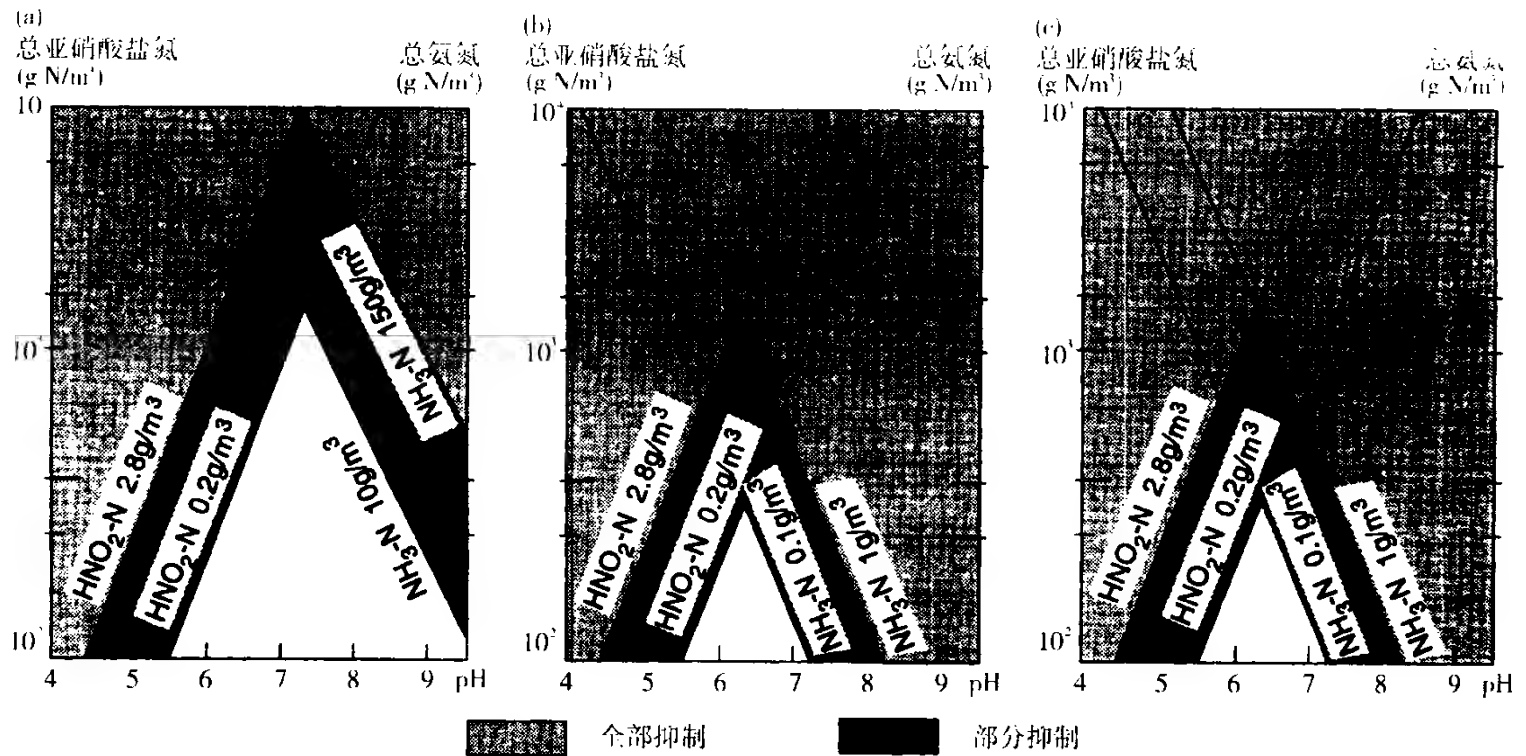 (a)
总亚硝酸盐氮
(g N/m³)
总氨氮
(g N/m³)
10
10³
10²
HNO₂-N 2.8g/m³
HNO₂-N 0.2g/m³
NH₃-N 150g/m³
NH₃-N 10g/m³
4 5 6 7 8 9 pH
(b)
总亚硝酸盐氮
(g N/m³)
总氨氮
(g N/m³)
10⁴
10³
10²
HNO₂-N 2.8g/m³
HNO₂-N 0.2g/m³
NH₃-N 0.1g/m³
NH₃-N 1g/m³
4 5 6 7 8 9 pH
(c)
总亚硝酸盐氮
(g N/m³)
总氨氮
(g N/m³)
10⁴
10³
10²
HNO₂-N 2.8g/m³
HNO₂-N 0.2g/m³
NH₃-N 0.1g/m³
NH₃-N 1g/m³
4 5 6 7 8 9 pH
全部抑制
部分抑制